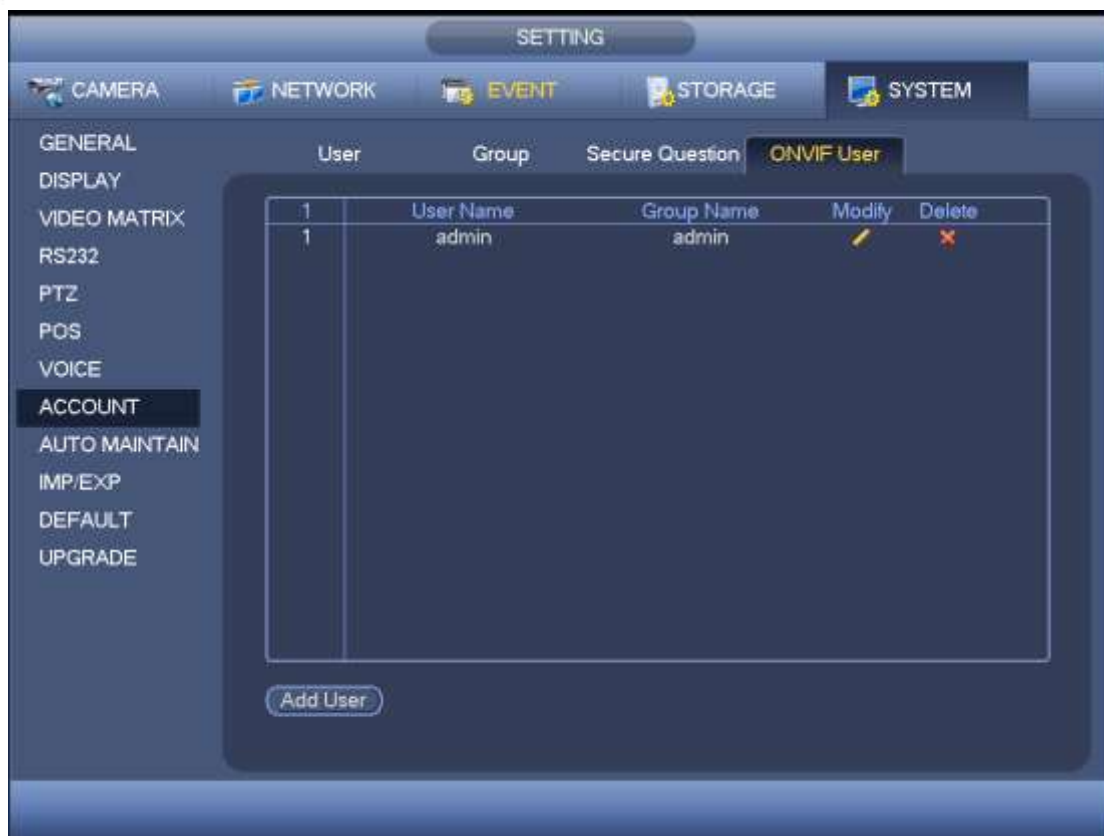 SETTING
CAMERA NETWORK EVENT STORAGE SYSTEM
GENERAL
DISPLAY
VIDEO MATRIX
RS232
PTZ
POS
VOICE
ACCOUNT
AUTO MAINTAIN
IMP/EXP
DEFAULT
UPGRADE
User Group Secure Question ONVIF User
1 User Name Group Name Modify Delete
1 admin admin
Add User